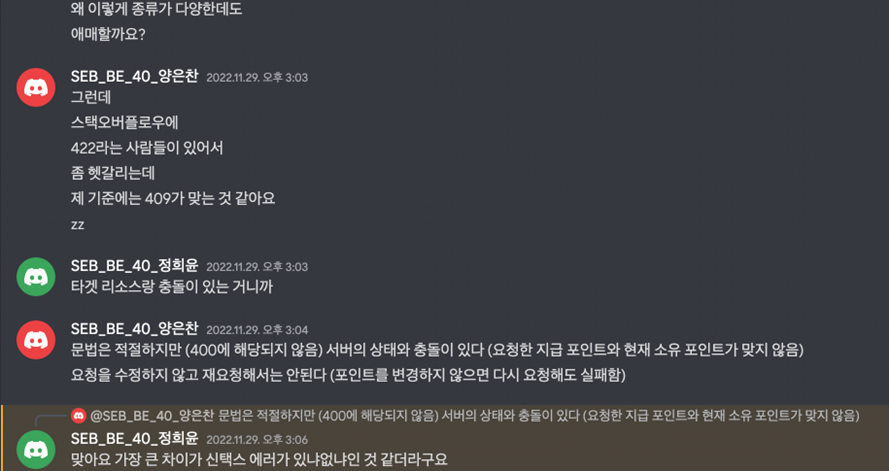 왜 이렇게 종류가 다양한데도
애매할까요?
SEB_BE_40_양은찬 2022.11.29. 오후 3:03
그런데
스택오버플로우에
422라는 사람들이 있어서
좀 헷갈리는데
제 기준에는 409가 맞는 것 같아요
zz
SEB_BE_40_정희윤 2022.11.29. 오후 3:03
타겟 리소스랑 충돌이 있는 거니까
SEB_BE_40_양은찬 2022.11.29. 오후 3:04
문법은 적절하지만 (400에 해당되지 않음) 서버의 상태와 충돌이 있다 (요청한 지급 포인트와 현재 소유 포인트가 맞지 않음)
요청을 수정하지 않고 재요청해서는 안된다 (포인트를 변경하지 않으면 다시 요청해도 실패함)
@SEB_BE_40_양은찬 문법은 적절하지만 (400에 해당되지 않음) 서버의 상태와 충돌이 있다 (요청한 지급 포인트와 현재 소유 포인트가 맞지 않음)
SEB_BE_40_정희윤 2022.11.29. 오후 3:06
맞아요 가장 큰 차이가 신택스 에러가 있냐없냐인 것 같더라구요